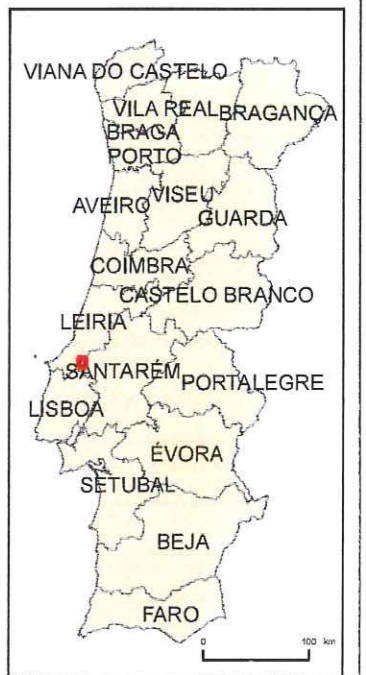 VIANA DO CASTELO
VILA REAL
BRAGANÇA
BRAGA
PORTO
VISEU
AVEIRO
GUARDA
COIMBRA
CASTELO BRANCO
LEIRIA
SANTARÉM
PORTALEGRE
LISBOA
ÉVORA
SETUBAL
BEJA
FARO
0 100 km